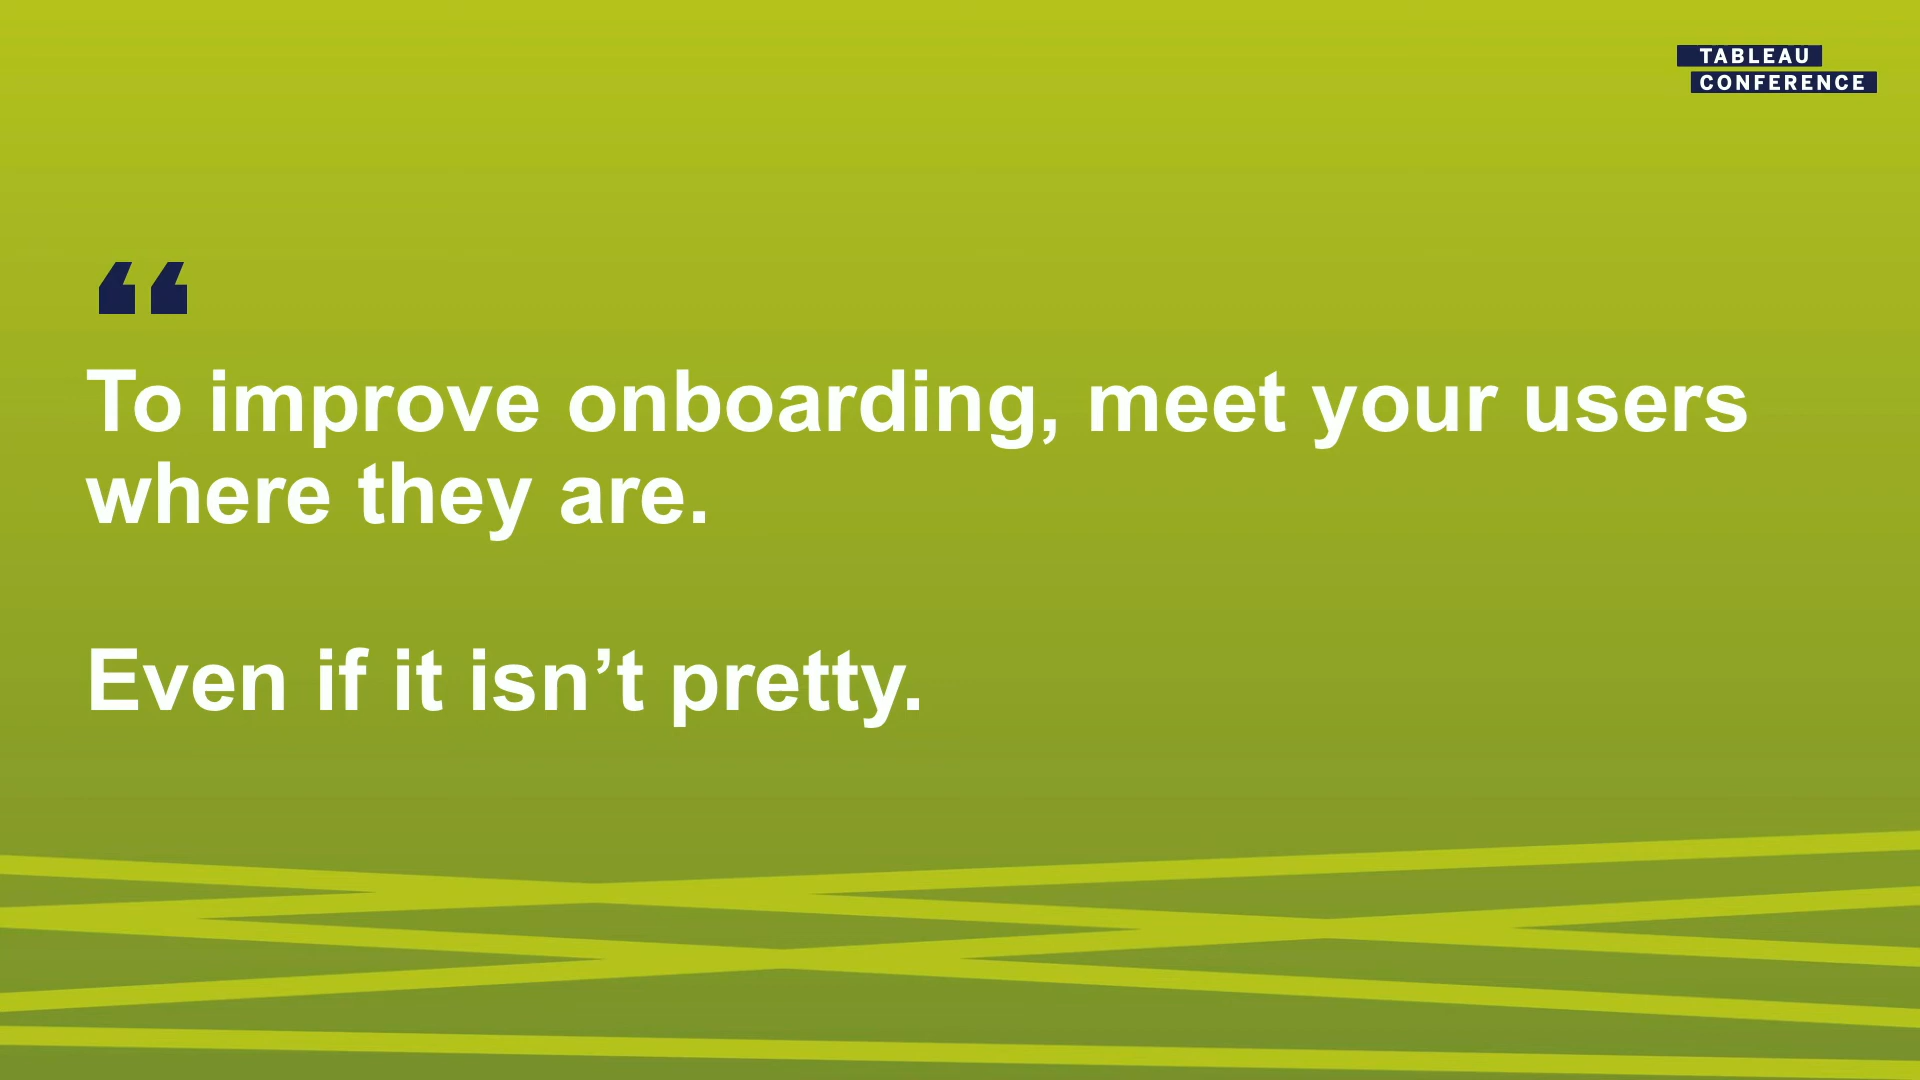 TABLEAU
CONFERENCE
“
To improve onboarding, meet your users
where they are.
Even if it isn’t pretty.